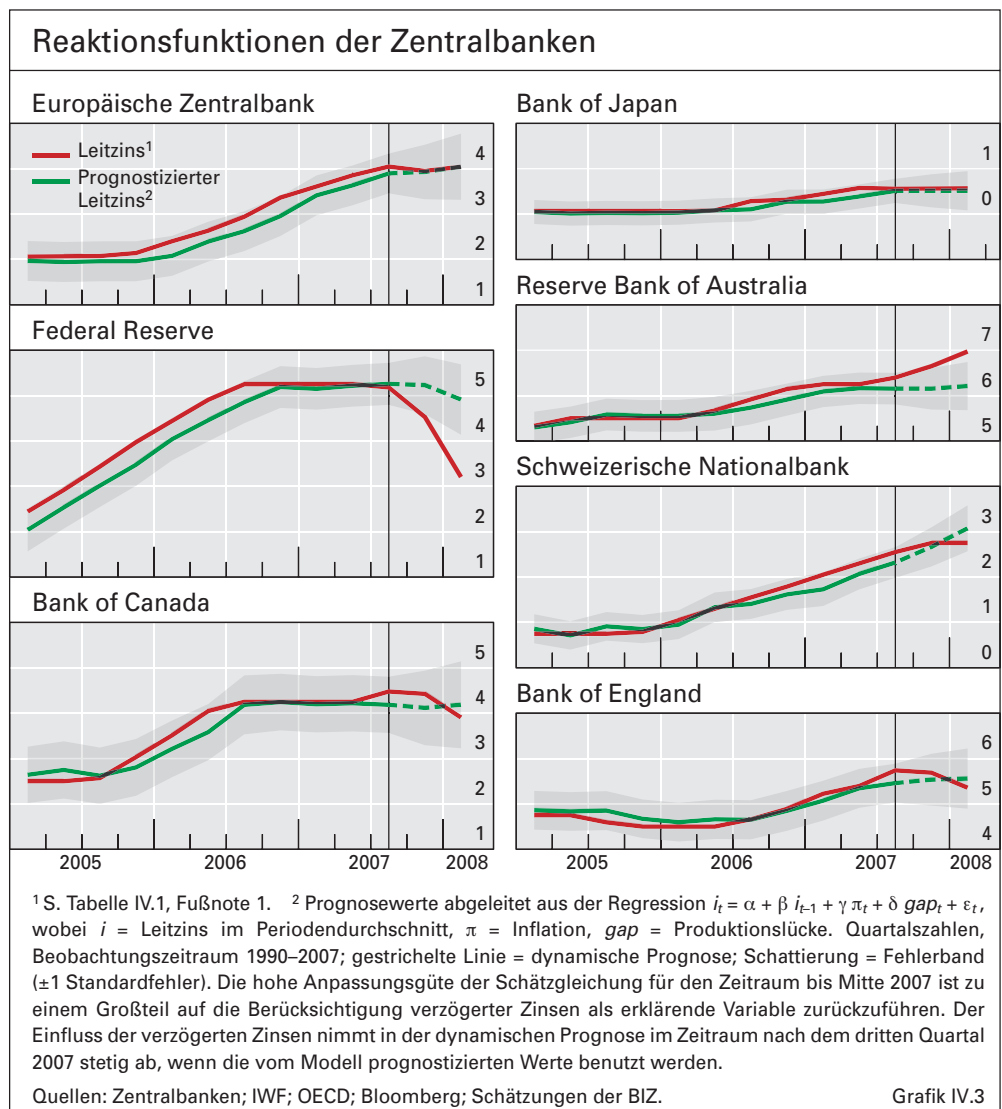 Reaktionsfunktionen der Zentralbanken
Europäische Zentralbank
Leitzins¹
Prognostizierter
Leitzins²
4
3
2
1
Federal Reserve
5
4
3
2
1
Bank of Canada
5
4
3
2
1
2005 2006 2007 2008
Bank of Japan
1
0
Reserve Bank of Australia
7
6
5
Schweizerische Nationalbank
3
2
1
0
Bank of England
6
5
4
2005 2006 2007 2008
¹ S. Tabelle IV.1, Fußnote 1. ² Prognosewerte abgeleitet aus der Regression iₜ = α + β iₜ₋₁ + γ πₜ + δ gapₜ + εₜ,
wobei i = Leitzins im Periodendurchschnitt, π = Inflation, gap = Produktionslücke. Quartalszahlen,
Beobachtungszeitraum 1990–2007; gestrichelte Linie = dynamische Prognose; Schattierung = Fehlerband
(±1 Standardfehler). Die hohe Anpassungsgüte der Schätzgleichung für den Zeitraum bis Mitte 2007 ist zu
einem Großteil auf die Berücksichtigung verzögerter Zinsen als erklärende Variable zurückzuführen. Der
Einfluss der verzögerten Zinsen nimmt in der dynamischen Prognose im Zeitraum nach dem dritten Quartal
2007 stetig ab, wenn die vom Modell prognostizierten Werte benutzt werden.
Quellen: Zentralbanken; IWF; OECD; Bloomberg; Schätzungen der BIZ. Grafik IV.3